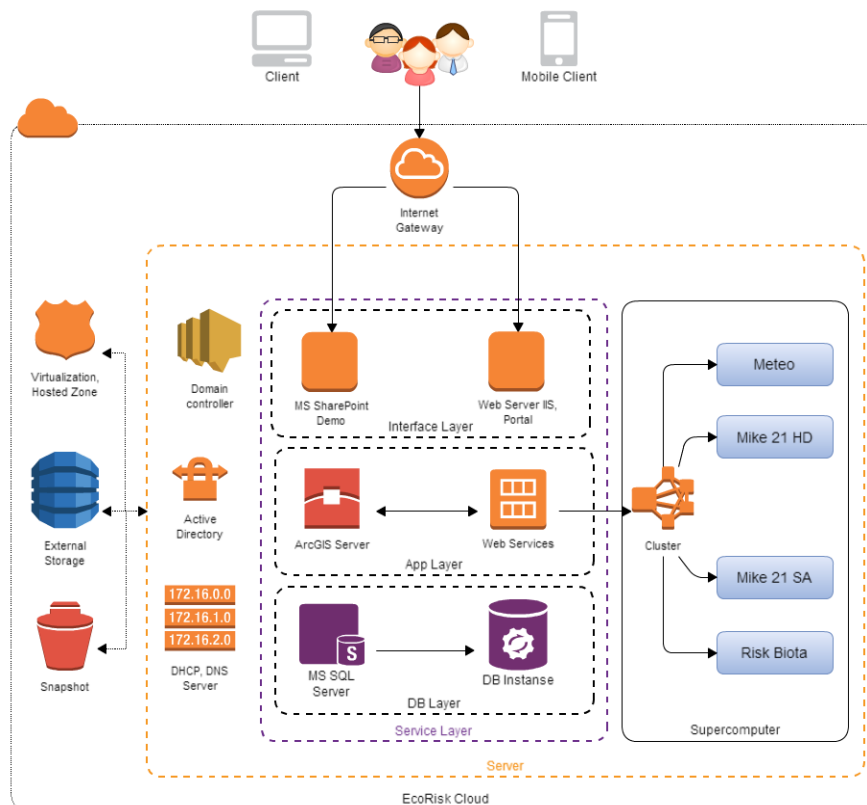 Client
Mobile Client
Internet
Gateway
Virtualization,
Hosted Zone
Domain
controller
MS SharePoint
Demo
Web Server IIS,
Portal
Interface Layer
Meteo
Mike 21 HD
External
Storage
Active
Directory
ArcGIS Server
Web Services
App Layer
Cluster
Mike 21 SA
172.16.0.0
172.16.1.0
172.16.2.0
Snapshot
DHCP, DNS
Server
S
MS SQL
Server
DB Instanse
DB Layer
Risk Biota
Service Layer
Supercomputer
Server
EcoRisk Cloud